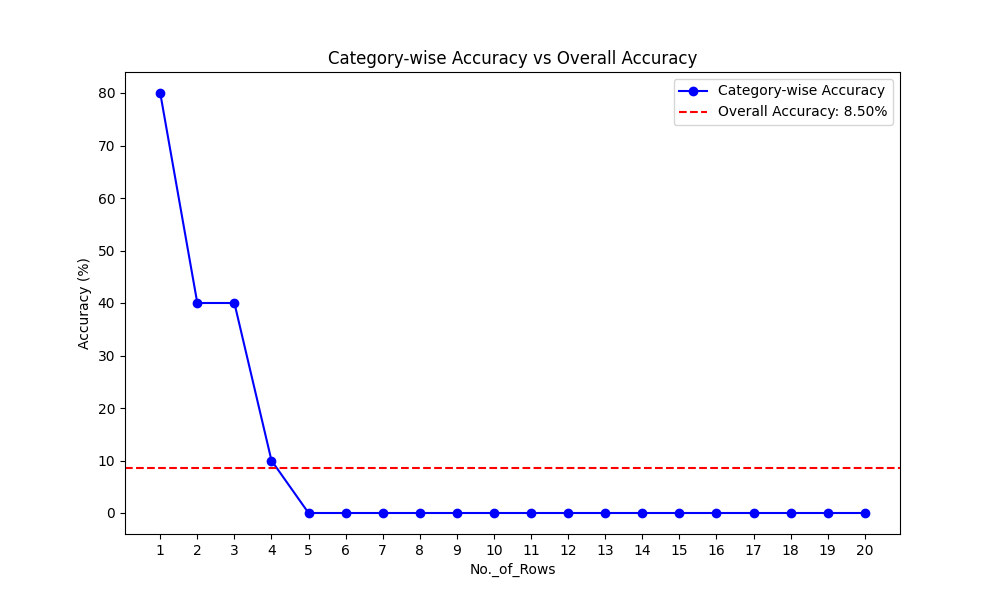 Category-wise Accuracy vs Overall Accuracy
Category-wise Accuracy
Overall Accuracy: 8.50%
80
70
60
50
40
30
20
10
0
Accuracy (%)
1 2 3 4 5 6 7 8 9 10 11 12 13 14 15 16 17 18 19 20
No._of_Rows